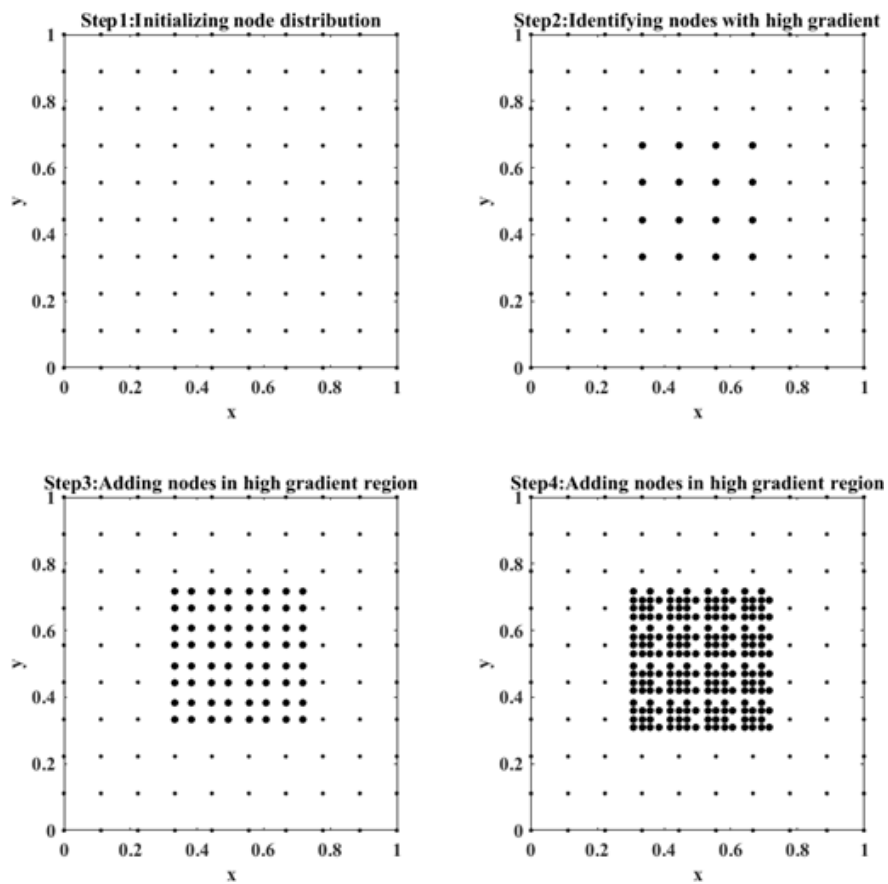 Step1:Initializing node distribution
1
0.8
0.6
y
0.4
0.2
0
0 0.2 0.4 0.6 0.8 1
x
Step2:Identifying nodes with high gradient
1
0.8
0.6
y
0.4
0.2
0
0 0.2 0.4 0.6 0.8 1
x
Step3:Adding nodes in high gradient region
1
0.8
0.6
y
0.4
0.2
0
0 0.2 0.4 0.6 0.8 1
x
Step4:Adding nodes in high gradient region
1
0.8
0.6
y
0.4
0.2
0
0 0.2 0.4 0.6 0.8 1
x